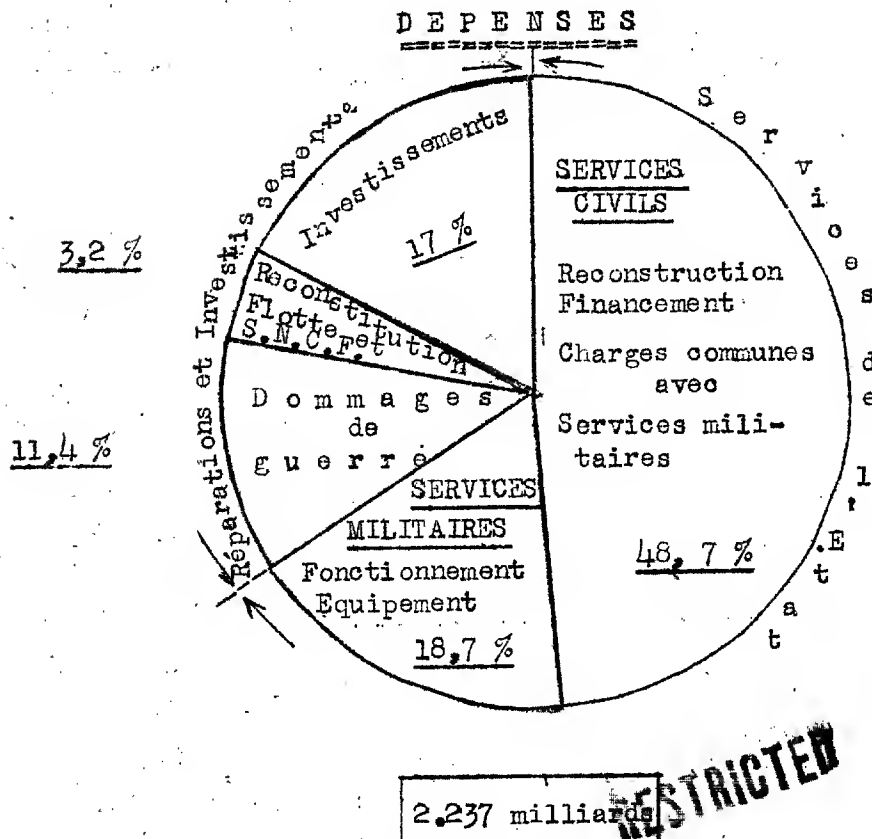 DEPENSES
Réparations et Investissements
Services de l'Etat
Investissements
17 %
3,2 %
Reconstitution
Flotte et
S.N.C.F.
11,4 %
Dommages
de
guerre
SERVICES
CIVILS
Reconstruction
Financement
Charges communes
avec
Services mili-
taires
48,7 %
SERVICES
MILITAIRES
Fonctionnement
Equipement
18,7 %
2.237 milliards
RESTRICTED